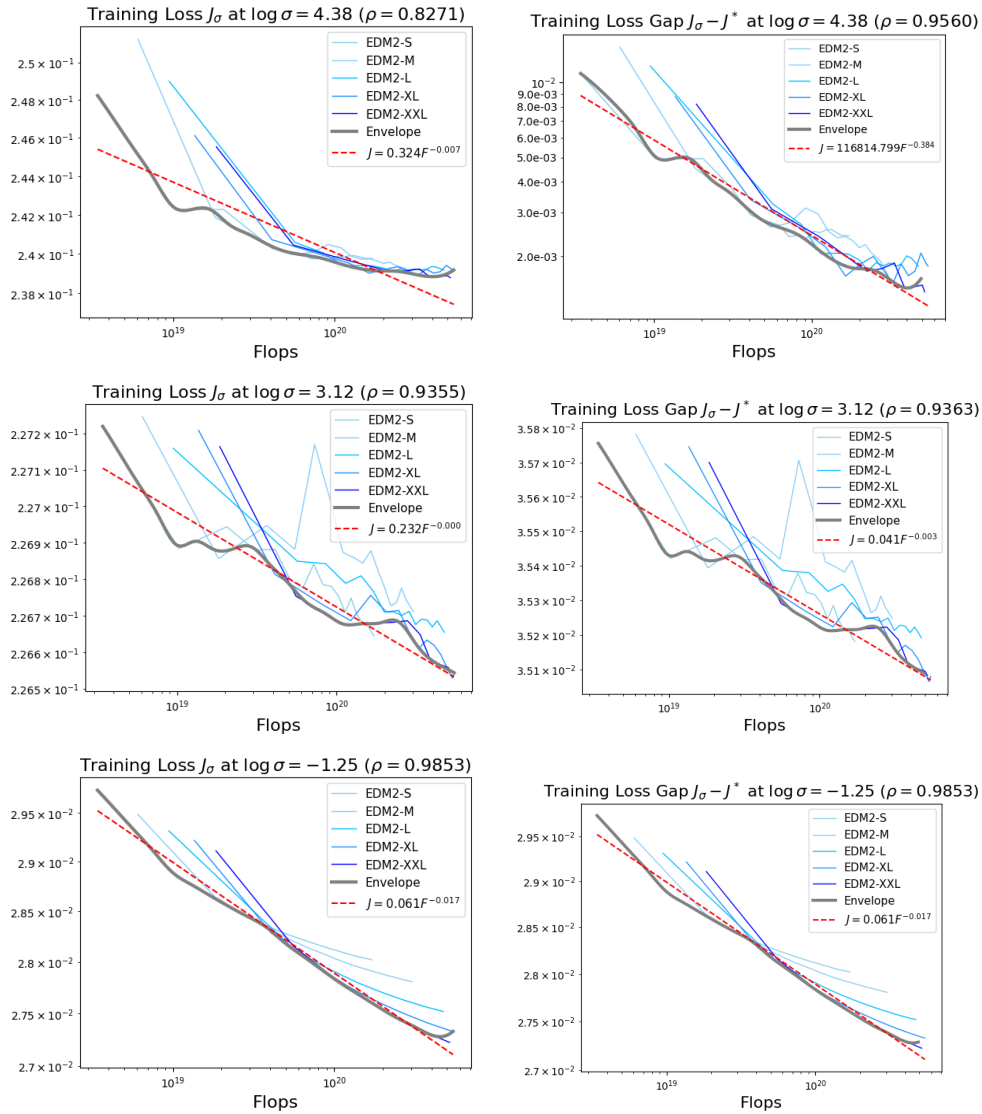 Training Loss J_σ at log σ = 4.38 (ρ = 0.8271)
2.5 × 10⁻¹
2.48 × 10⁻¹
2.46 × 10⁻¹
2.44 × 10⁻¹
2.42 × 10⁻¹
2.4 × 10⁻¹
2.38 × 10⁻¹
EDM2-S
EDM2-M
EDM2-L
EDM2-XL
EDM2-XXL
Envelope
J = 0.324F^−0.007
10¹⁹
10²⁰
Flops
Training Loss Gap J_σ − J* at log σ = 4.38 (ρ = 0.9560)
10⁻²
9.0e-03
8.0e-03
7.0e-03
6.0e-03
5.0e-03
4.0e-03
3.0e-03
2.0e-03
EDM2-S
EDM2-M
EDM2-L
EDM2-XL
EDM2-XXL
Envelope
J = 116814.799F^−0.384
10¹⁹
10²⁰
Flops
Training Loss J_σ at log σ = 3.12 (ρ = 0.9355)
2.272 × 10⁻¹
2.271 × 10⁻¹
2.27 × 10⁻¹
2.269 × 10⁻¹
2.268 × 10⁻¹
2.267 × 10⁻¹
2.266 × 10⁻¹
2.265 × 10⁻¹
EDM2-S
EDM2-M
EDM2-L
EDM2-XL
EDM2-XXL
Envelope
J = 0.232F^−0.000
10¹⁹
10²⁰
Flops
Training Loss Gap J_σ − J* at log σ = 3.12 (ρ = 0.9363)
3.58 × 10⁻²
3.57 × 10⁻²
3.56 × 10⁻²
3.55 × 10⁻²
3.54 × 10⁻²
3.53 × 10⁻²
3.52 × 10⁻²
3.51 × 10⁻²
EDM2-S
EDM2-M
EDM2-L
EDM2-XL
EDM2-XXL
Envelope
J = 0.041F^−0.003
10¹⁹
10²⁰
Flops
Training Loss J_σ at log σ = −1.25 (ρ = 0.9853)
2.95 × 10⁻²
2.9 × 10⁻²
2.85 × 10⁻²
2.8 × 10⁻²
2.75 × 10⁻²
2.7 × 10⁻²
EDM2-S
EDM2-M
EDM2-L
EDM2-XL
EDM2-XXL
Envelope
J = 0.061F^−0.017
10¹⁹
10²⁰
Flops
Training Loss Gap J_σ − J* at log σ = −1.25 (ρ = 0.9853)
2.95 × 10⁻²
2.9 × 10⁻²
2.85 × 10⁻²
2.8 × 10⁻²
2.75 × 10⁻²
2.7 × 10⁻²
EDM2-S
EDM2-M
EDM2-L
EDM2-XL
EDM2-XXL
Envelope
J = 0.061F^−0.017
10¹⁹
10²⁰
Flops